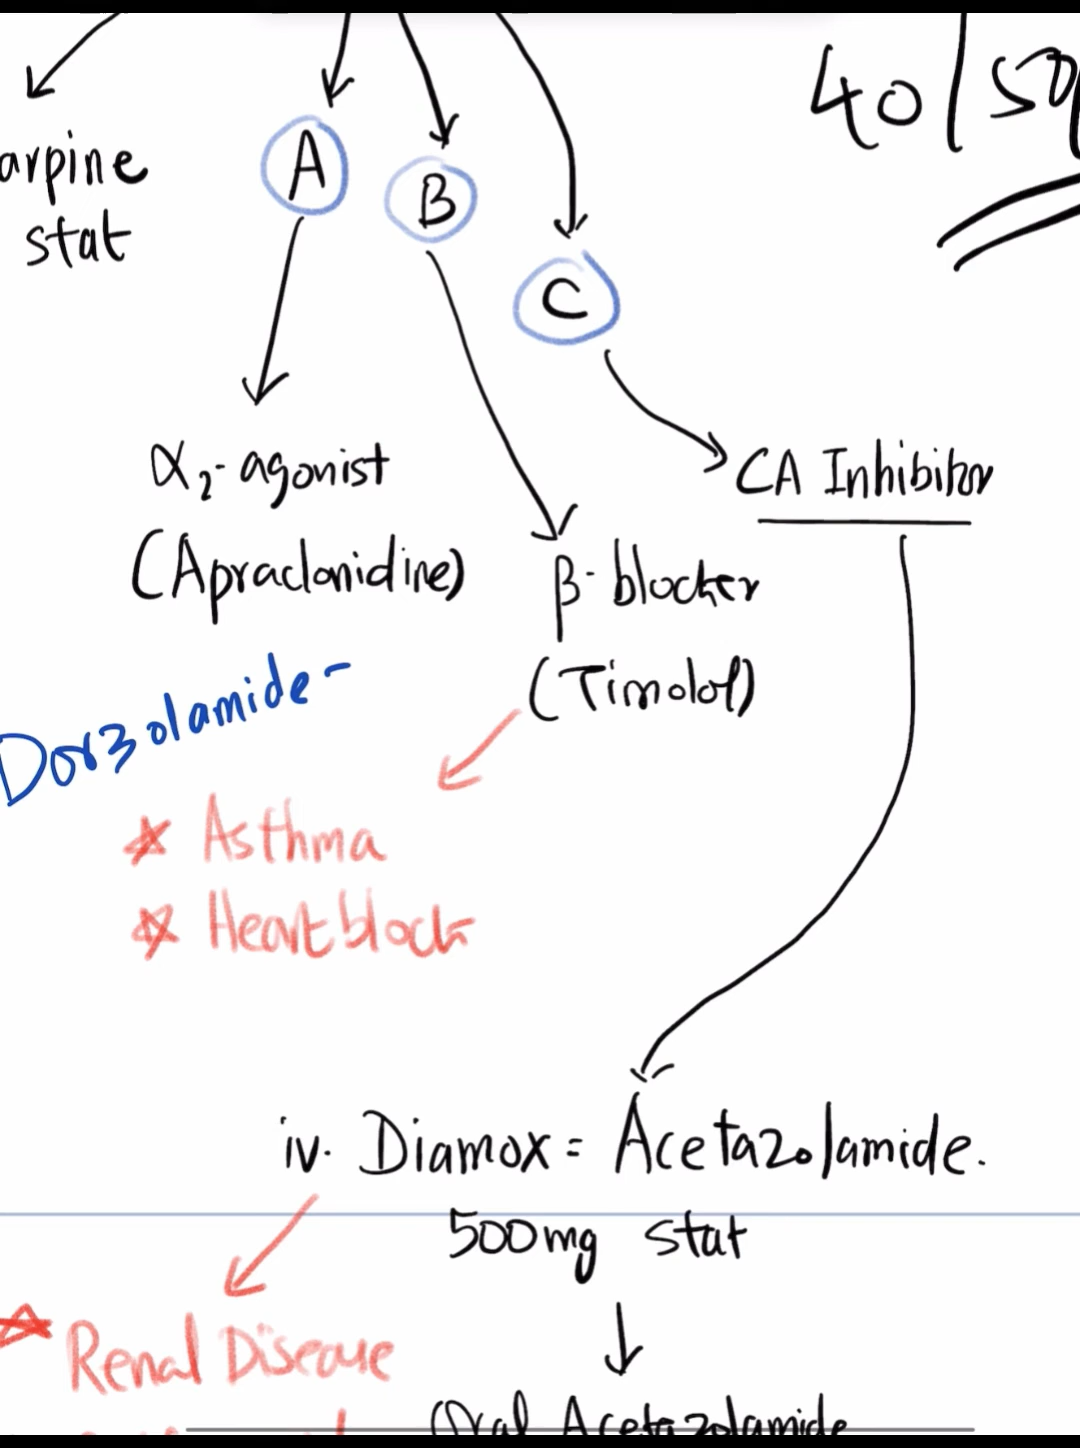 40/50
arpine
stat
A
B
C
α₂-agonist
(Apraclonidine)
β-blocker
(Timolol)
CA Inhibitor
Dorzolamide-
Asthma
Heart block
iv. Diamox = Acetazolamide.
500mg stat
Renal Disease
Oral Acetazolamide